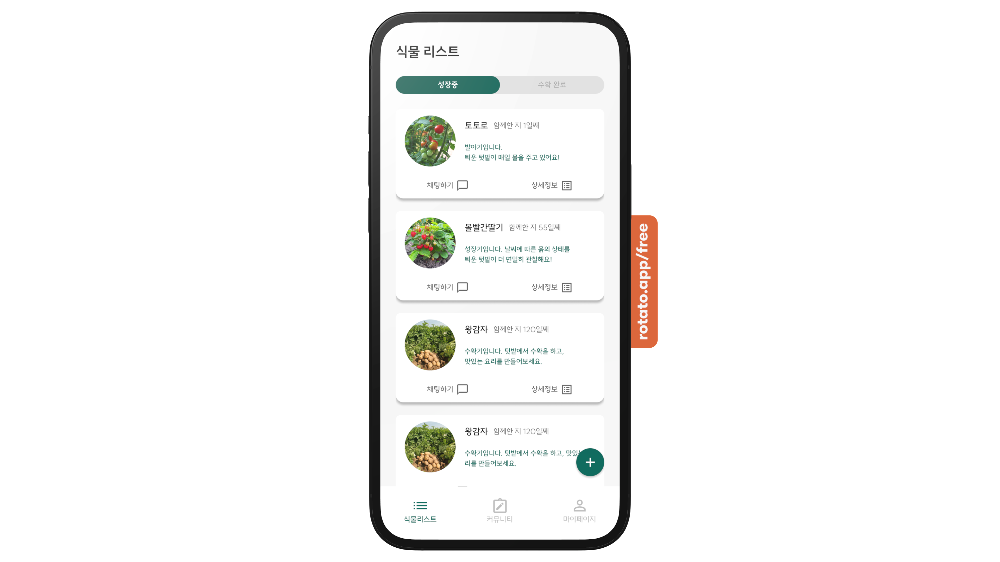 식물 리스트
성장중
수확 완료
토토로 함께한 지 1일째
발아기입니다.
틔운 텃밭이 매일 물을 주고 있어요!
채팅하기
상세정보
볼빨간딸기 함께한 지 55일째
성장기입니다. 날씨에 따른 흙의 상태를
틔운 텃밭이 더 면밀히 관찰해요!
채팅하기
상세정보
왕감자 함께한 지 120일째
수확기입니다. 텃밭에서 수확을 하고,
맛있는 요리를 만들어보세요.
채팅하기
상세정보
왕감자 함께한 지 120일째
수확기입니다. 텃밭에서 수확을 하고, 맛있
리를 만들어보세요.
식물리스트
커뮤니티
마이페이지
rotato.app/free